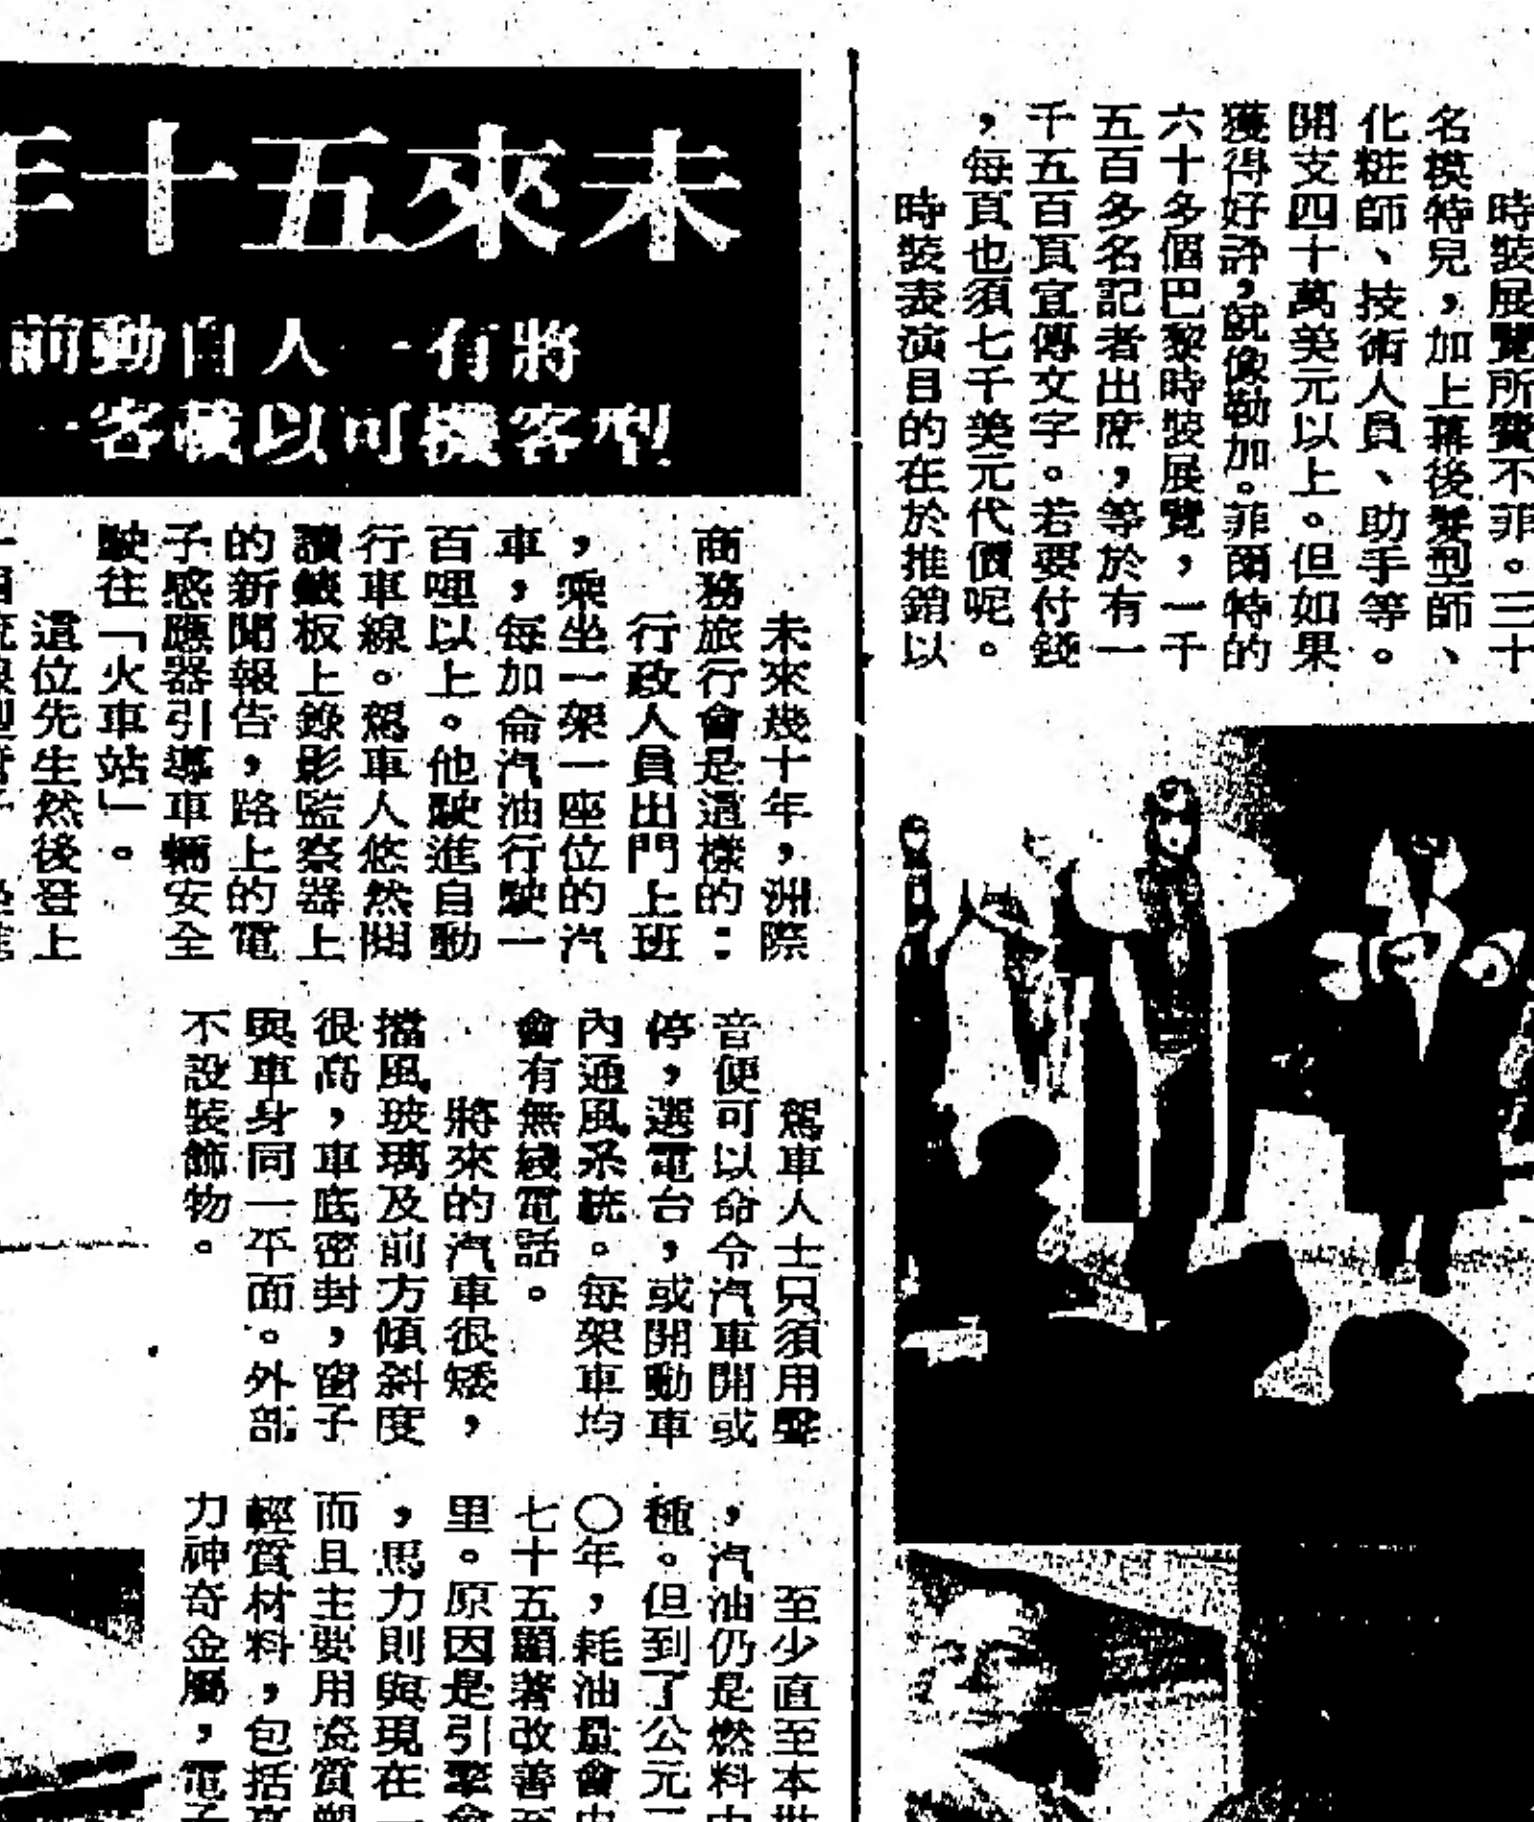 時裝展覽所費不菲。三十
名模特兒，加上幕後髮型師、
化粧師、技術人員、助手等。
開支四十萬美元以上。但如果
獲得好評，就像勒加。菲爾特的
六十多個巴黎時裝展覽，一千
五百多名記者出席，等於有一
千五百頁宣傳文字。若要付錢
，每頁也須七千美元代價呢。
時裝表演目的在於推銷以
未來五十年
將有一人自動前
型客機可以載客一
未來幾十年，洲際
商務旅行會是這樣的：
行政人員出門上班
，乘坐一架一座位的汽
車，每加侖汽油行駛一
百哩以上。他駛進自動
行車線。駕車人悠然閱
讀鍵板上錄影監察器上
的新聞報告，路上的電
子感應器引導車輛安全
駛往「火車站」。
這位先生然後登上
駕車人士只須用聲
音便可以命令汽車開或
停，選電台，或開動車
內通風系統。每架車均
會有無綫電話。
將來的汽車很矮，
擋風玻璃及前方傾斜度
很高，車底密封，窗子
與車身同一平面。外部
不設裝飾物。
至少直至本世
，汽油仍是燃料中
種。但到了公元二
〇年，耗油量會由
七十五顯著改善至
里。原因是引擎會
，馬力則與現在一
而且主要用瓷質塑
輕質材料，包括高
力神奇金屬，電子